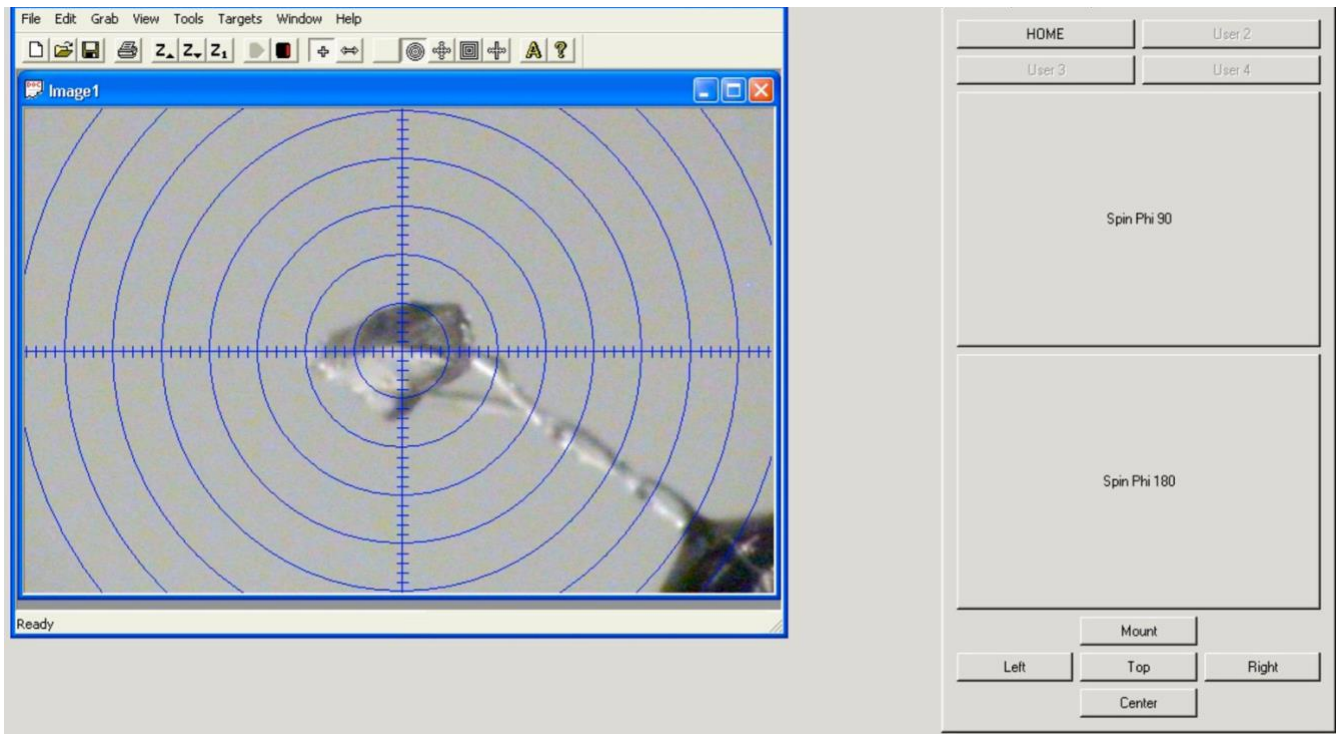 File Edit Grab View Tools Targets Window Help
Z Z Z1 A ?
Image1
Ready
HOME User 2
User 3 User 4
Spin Phi 90
Spin Phi 180
Mount
Left Top Right
Center